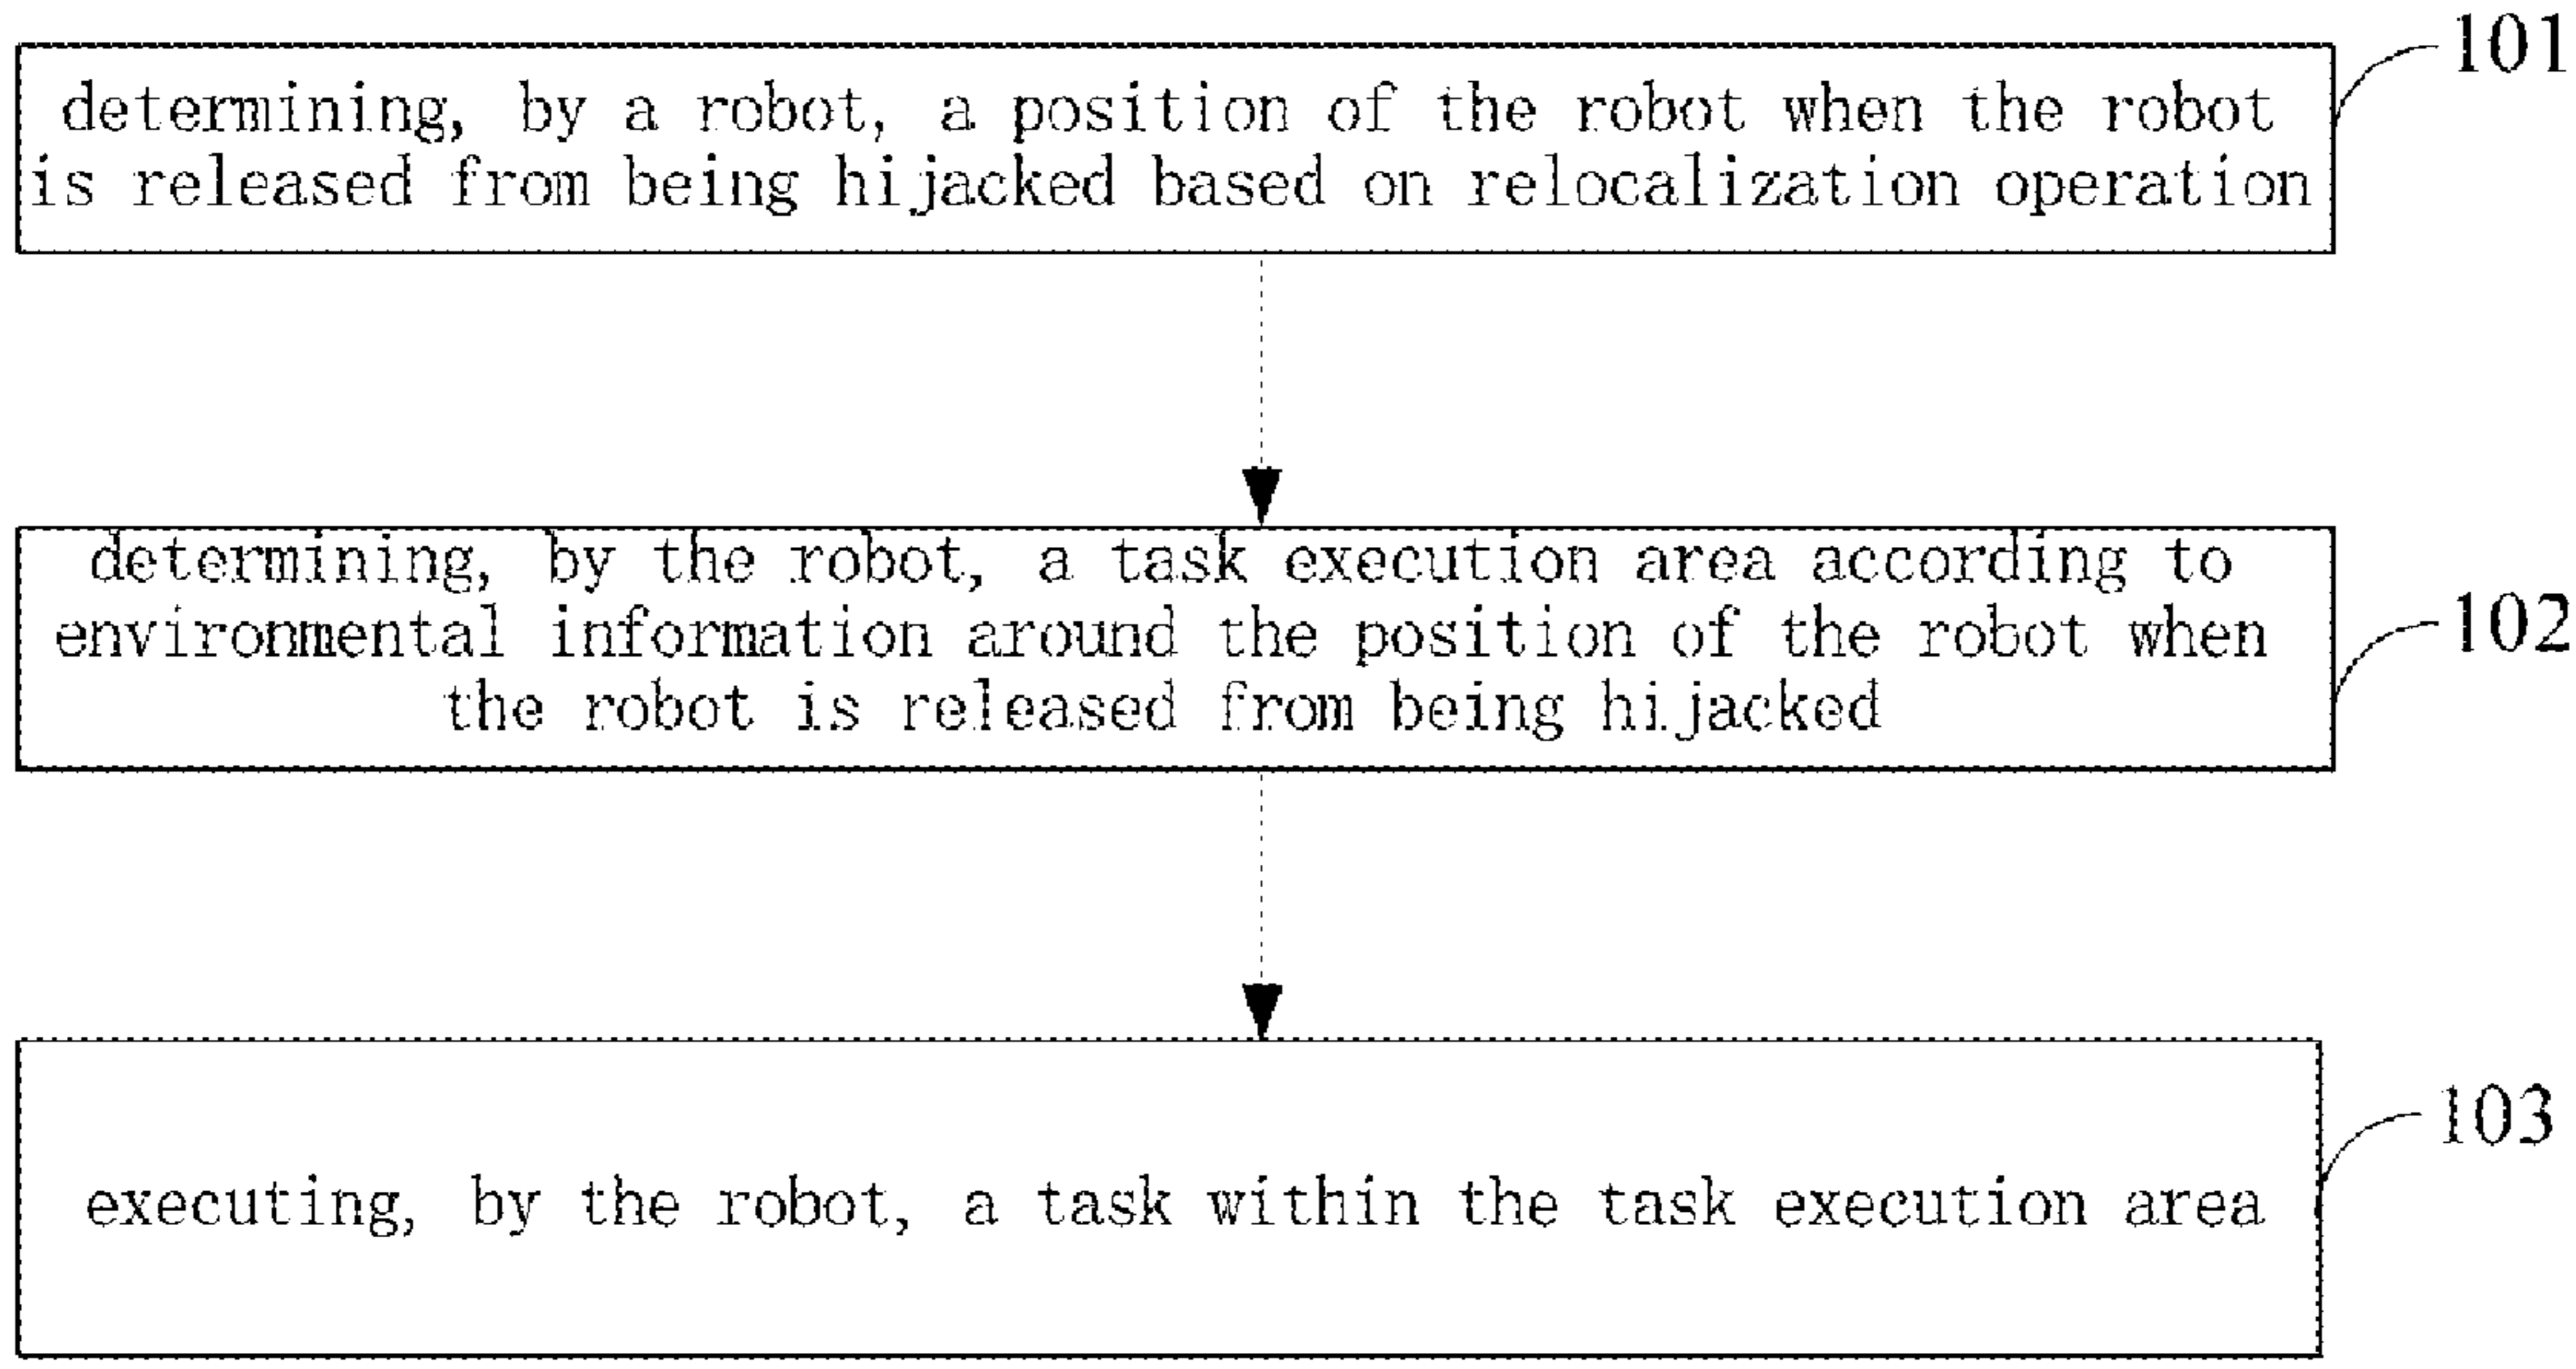 101
determining, by a robot, a position of the robot when the robot
is released from being hijacked based on relocalization operation
determining, by the robot, a task execution area according to
environmental information around the position of the robot when
the robot is released from being hijacked
102
executing, by the robot, a task within the task execution area
103